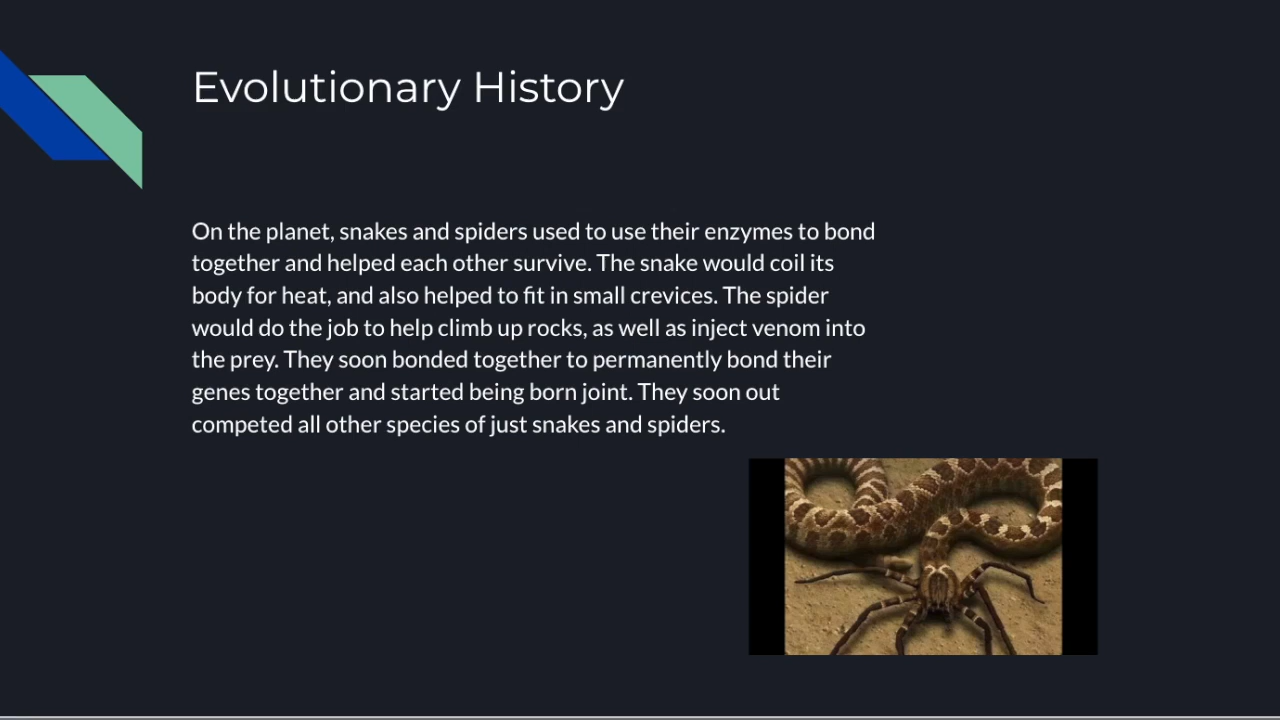 Evolutionary History
On the planet, snakes and spiders used to use their enzymes to bond
together and helped each other survive. The snake would coil its
body for heat, and also helped to fit in small crevices. The spider
would do the job to help climb up rocks, as well as inject venom into
the prey. They soon bonded together to permanently bond their
genes together and started being born joint. They soon out
competed all other species of just snakes and spiders.